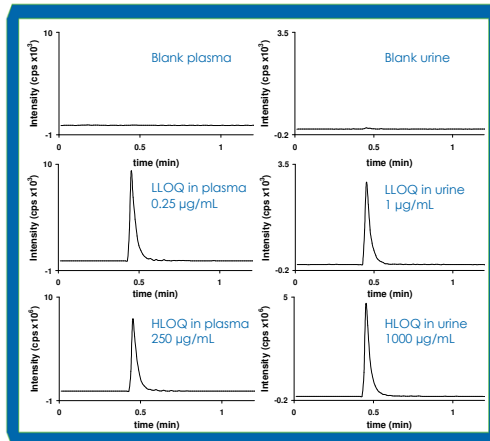 Intensity (cps x10³)
10
-1
Blank plasma
0
0.5
1
time (min)
Intensity (cps x10³)
3.5
-0.2
Blank urine
0
0.5
1
time (min)
Intensity (cps x10³)
10
-1
LLOQ in plasma
0.25 µg/mL
0
0.5
1
time (min)
Intensity (cps x10³)
3.5
-0.2
LLOQ in urine
1 µg/mL
0
0.5
1
time (min)
Intensity (cps x10⁶)
10
-1
HLOQ in plasma
250 µg/mL
0
0.5
1
time (min)
Intensity (cps x10⁶)
5
-0.2
HLOQ in urine
1000 µg/mL
0
0.5
1
time (min)